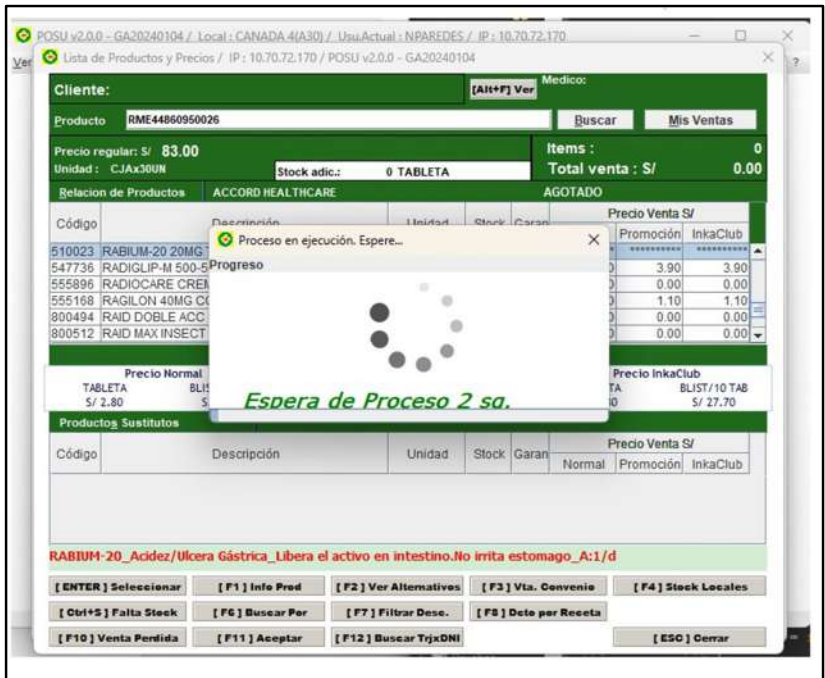 POSU v2.0.0 - GA20240104 / Local : CANADA 4(A30) / Usu.Actual : NPAREDES / IP : 10.70.72.170
Ver
?
Lista de Productos y Precios / IP : 10.70.72.170 / POSU v2.0.0 - GA20240104
Cliente:
[Alt+F] Ver
Medico:
Producto RME44860950026 Buscar Mis Ventas
Precio regular: S/ 83.00 Items : 0
Unidad : CJAx30UN Stock adic.: 0 TABLETA Total venta : S/ 0.00
Relacion de Productos ACCORD HEALTHCARE AGOTADO
Código Descripción Unidad Stock Garan Precio Venta S/
Promoción InkaClub
510023 RABIUM-20 20MG ********** **********
547736 RADIGLIP-M 500-5 3.90 3.90
555896 RADIOCARE CREM 0.00 0.00
555168 RAGILON 40MG CO 1.10 1.10
800494 RAID DOBLE ACC 0.00 0.00
800512 RAID MAX INSECT 0.00 0.00
Proceso en ejecución. Espere...
Progreso
Espera de Proceso 2 sg.
Precio Normal Precio InkaClub
TABLETA BLIS TA BLIST/10 TAB
S/ 2.80 S/ 27.70
Productos Sustitutos
Código Descripción Unidad Stock Garan Precio Venta S/
Normal Promoción InkaClub
RABIUM-20_Acidez/Ulcera Gástrica_Libera el activo en intestino.No irrita estomago_A:1/d
[ ENTER ] Seleccionar [ F1 ] Info Prod [ F2 ] Ver Alternativos [ F3 ] Vta. Convenio [ F4 ] Stock Locales
[ Ctrl+S ] Falta Stock [ F6 ] Buscar Por [ F7 ] Filtrar Desc. [ F8 ] Dcto por Receta
[ F10 ] Venta Perdida [ F11 ] Aceptar [ F12 ] Buscar TrjxDNI [ ESC ] Cerrar